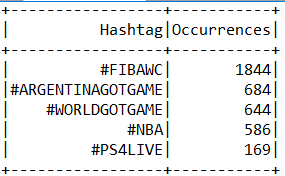 +-----------------+-----------+
|          Hashtag|Occurrences|
+-----------------+-----------+
|          #FIBAWC|       1844|
|#ARGENTINAGOTGAME|        684|
|    #WORLDGOTGAME|        644|
|             #NBA|        586|
|         #PS4LIVE|        169|
+-----------------+-----------+